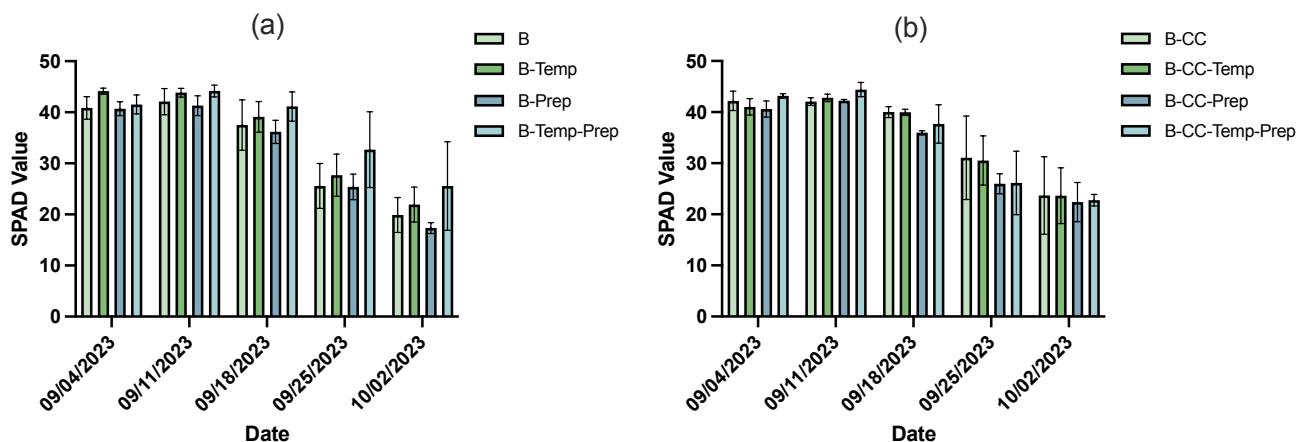 (a)
B
B-Temp
B-Prep
B-Temp-Prep
SPAD Value
50
40
30
20
10
0
09/04/2023
09/11/2023
09/18/2023
09/25/2023
10/02/2023
Date
(b)
B-CC
B-CC-Temp
B-CC-Prep
B-CC-Temp-Prep
SPAD Value
50
40
30
20
10
0
09/04/2023
09/11/2023
09/18/2023
09/25/2023
10/02/2023
Date